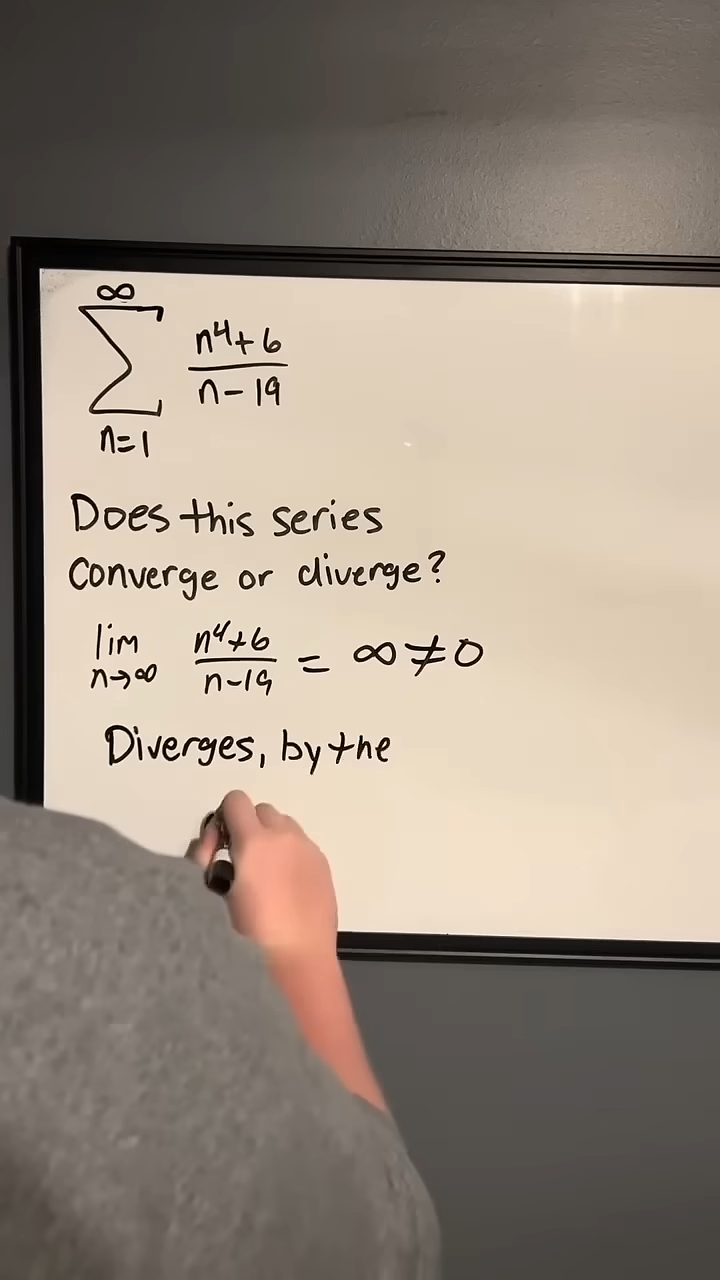 ∞
∑ n⁴+6 / n-19
n=1
Does this series
converge or diverge?
lim n→∞ n⁴+6 / n-19 = ∞ ≠ 0
Diverges, by the